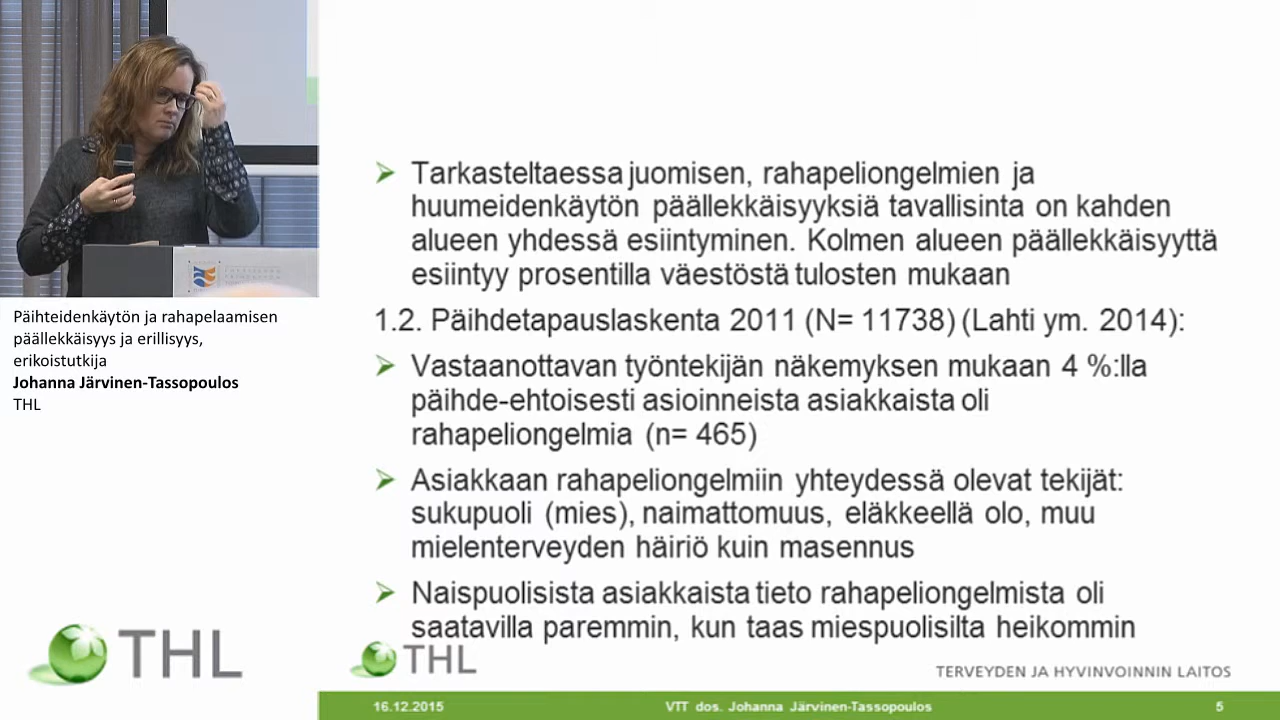 Päihteidenkäytön ja rahapelaamisen
päällekkäisyys ja erillisyys,
erikoistutkija
Johanna Järvinen-Tassopoulos
THL
THL
Tarkasteltaessa juomisen, rahapeliongelmien ja
huumeidenkäytön päällekkäisyyksiä tavallisinta on kahden
alueen yhdessä esiintyminen. Kolmen alueen päällekkäisyyttä
esiintyy prosentilla väestöstä tulosten mukaan
1.2. Päihdetapauslaskenta 2011 (N= 11738) (Lahti ym. 2014):
Vastaanottavan työntekijän näkemyksen mukaan 4 %:lla
päihde-ehtoisesti asioinneista asiakkaista oli
rahapeliongelmia (n= 465)
Asiakkaan rahapeliongelmiin yhteydessä olevat tekijät:
sukupuoli (mies), naimattomuus, eläkkeellä olo, muu
mielenterveyden häiriö kuin masennus
Naispuolisista asiakkaista tieto rahapeliongelmista oli
saatavilla paremmin, kun taas miespuolisilta heikommin
THL
TERVEYDEN JA HYVINVOINNIN LAITOS
16.12.2015
VTT dos. Johanna Järvinen-Tassopoulos
5